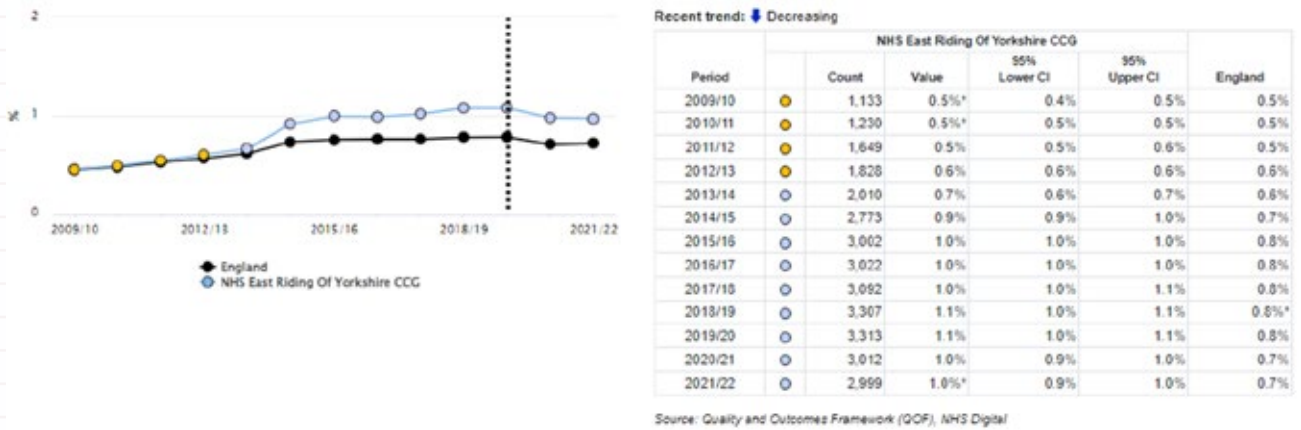 2
%
1
0
2009/10 2012/13 2015/16 2018/19 2021/22
England
NHS East Riding Of Yorkshire CCG
Recent trend: Decreasing
NHS East Riding Of Yorkshire CCG
Period Count Value 95% Lower CI 95% Upper CI England
2009/10 1,133 0.5%* 0.4% 0.5% 0.5%
2010/11 1,230 0.5%* 0.5% 0.5% 0.5%
2011/12 1,649 0.5% 0.5% 0.6% 0.5%
2012/13 1,828 0.6% 0.6% 0.6% 0.6%
2013/14 2,010 0.7% 0.6% 0.7% 0.6%
2014/15 2,773 0.9% 0.9% 1.0% 0.7%
2015/16 3,002 1.0% 1.0% 1.0% 0.8%
2016/17 3,022 1.0% 1.0% 1.0% 0.8%
2017/18 3,092 1.0% 1.0% 1.1% 0.8%
2018/19 3,307 1.1% 1.0% 1.1% 0.8%*
2019/20 3,313 1.1% 1.0% 1.1% 0.8%
2020/21 3,012 1.0% 0.9% 1.0% 0.7%
2021/22 2,999 1.0%* 0.9% 1.0% 0.7%
Source: Quality and Outcomes Framework (QOF), NHS Digital